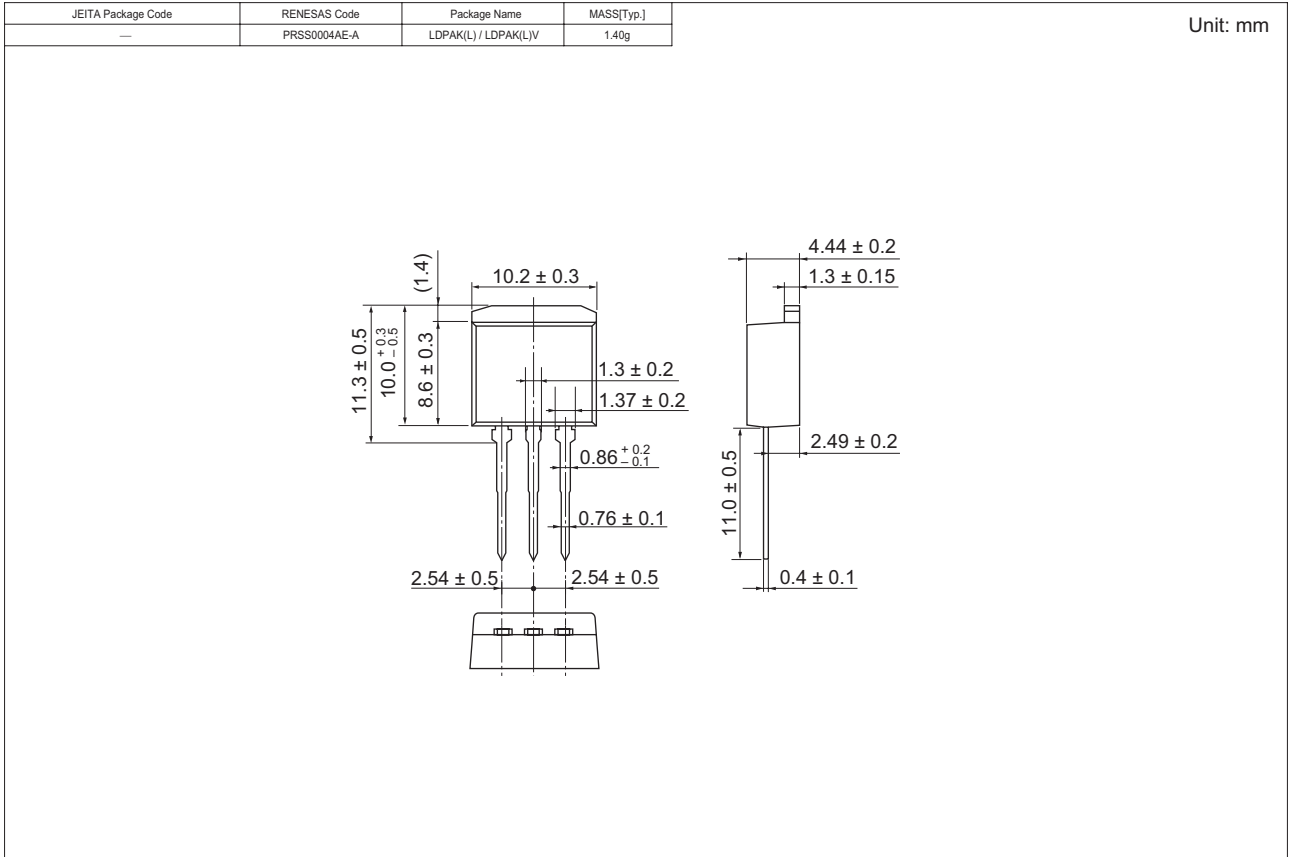 JEITA Package Code RENESAS Code Package Name MASS[Typ.]
— PRSS0004AE-A LDPAK(L) / LDPAK(L)V 1.40g
Unit: mm
4.44 ± 0.2
(1.4)
10.2 ± 0.3
1.3 ± 0.15
11.3 ± 0.5
10.0 + 0.3 – 0.5
8.6 ± 0.3
1.3 ± 0.2
1.37 ± 0.2
2.49 ± 0.2
0.86 + 0.2 – 0.1
11.0 ± 0.5
0.76 ± 0.1
2.54 ± 0.5
2.54 ± 0.5
0.4 ± 0.1